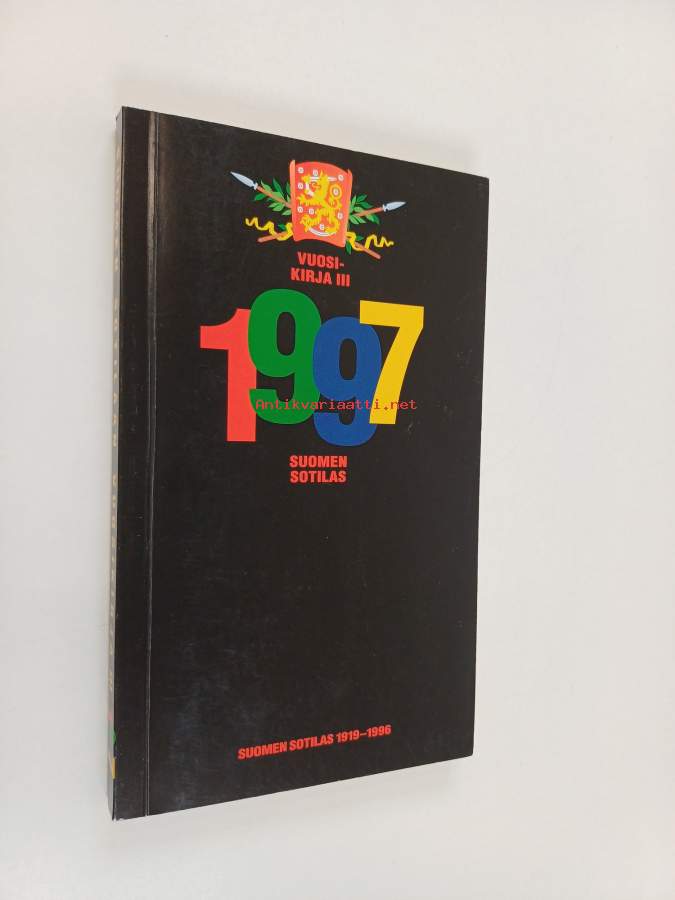 VUOSI-
KIRJA III
1997
Antikvariaatti.net
SUOMEN
SOTILAS
SUOMEN SOTILAS 1919–1996